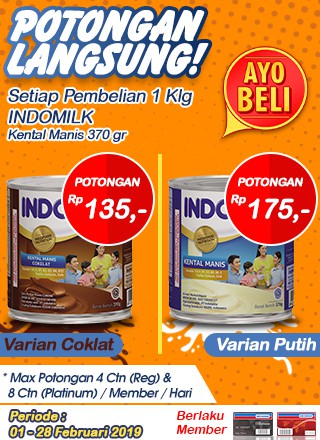 POTONGAN
LANGSUNG!
Setiap Pembelian 1 Klg
INDOMILK
Kental Manis 370 gr
AYO
BELI
POTONGAN
Rp 135,-
POTONGAN
Rp 175,-
INDO
KENTAL MANIS
COKLAT
INDO
KENTAL MANIS
Varian Coklat
Varian Putih
* Max Potongan 4 Ctn (Reg) &
8 Ctn (Platinum) / Member / Hari
Periode :
01 - 28 Februari 2019
Berlaku
Member